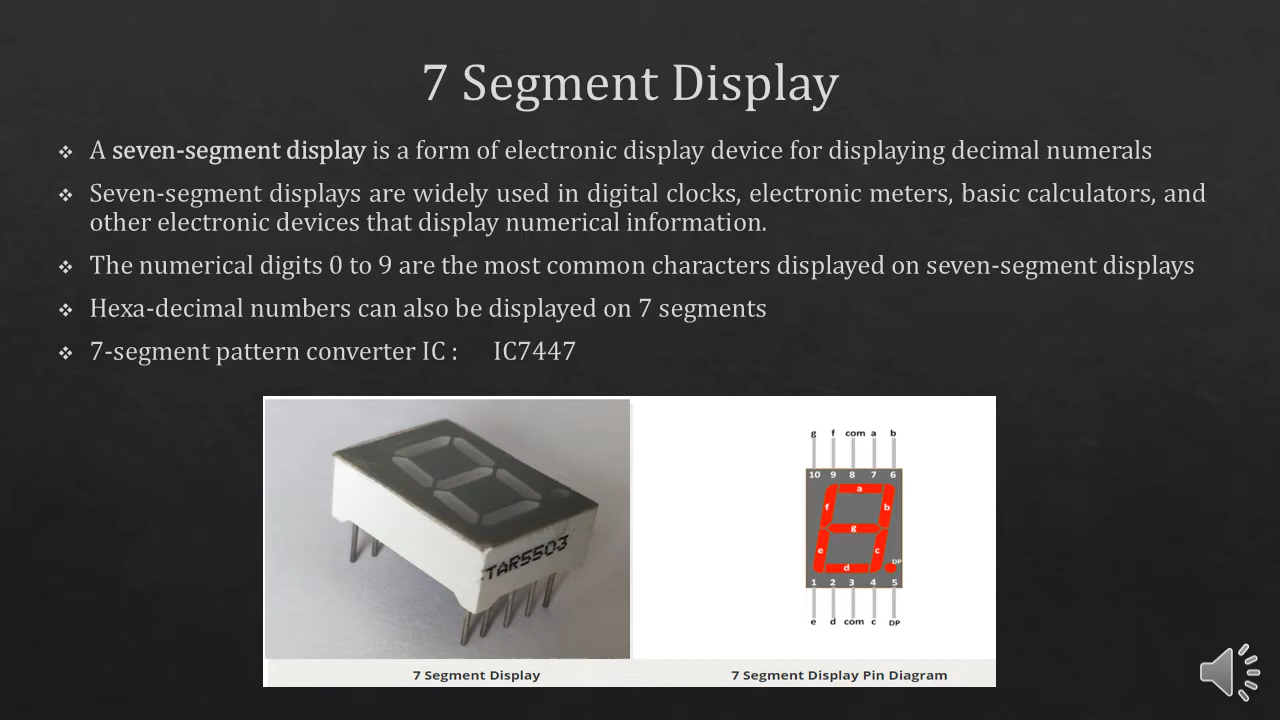 7 Segment Display
❖ A seven-segment display is a form of electronic display device for displaying decimal numerals
❖ Seven-segment displays are widely used in digital clocks, electronic meters, basic calculators, and
other electronic devices that display numerical information.
❖ The numerical digits 0 to 9 are the most common characters displayed on seven-segment displays
❖ Hexa-decimal numbers can also be displayed on 7 segments
❖ 7-segment pattern converter IC : IC7447
TAR5503
g f com a b
10 9 8 7 6
a
f b
g
e c
d DP
1 2 3 4 5
e d com c DP
7 Segment Display
7 Segment Display Pin Diagram